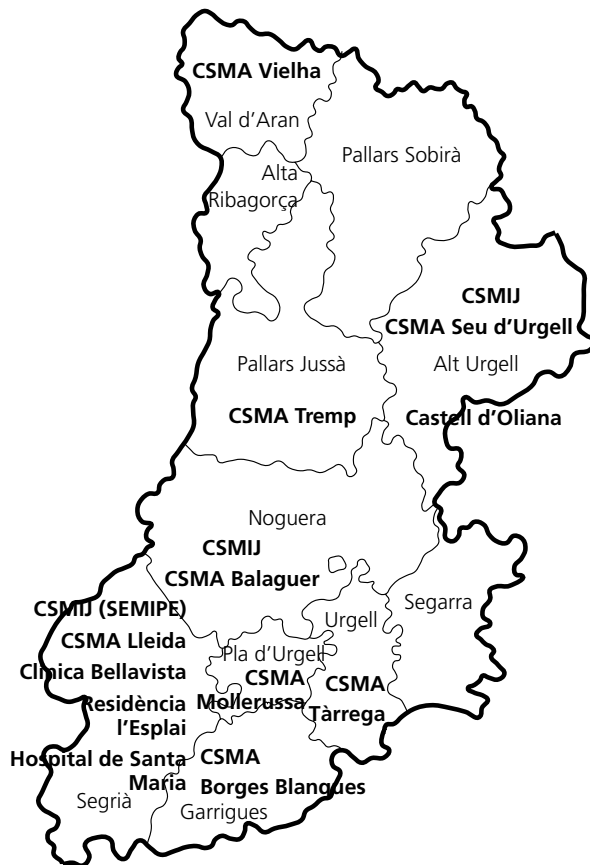 CSMA Vielha
Val d'Aran
Pallars Sobirà
Alta
Ribagorça
CSMIJ
CSMA Seu d'Urgell
Alt Urgell
Pallars Jussà
CSMA Tremp
Castell d'Oliana
Noguera
CSMIJ
CSMA Balaguer
Segarra
CSMIJ (SEMIPE)
Urgell
CSMA Lleida
Pla d'Urgell
Clínica Bellavista
CSMA
Mollerussa
CSMA
Tàrrega
Residència
l'Esplai
Hospital de Santa
Maria
CSMA
Borges Blanques
Segrià
Garrigues